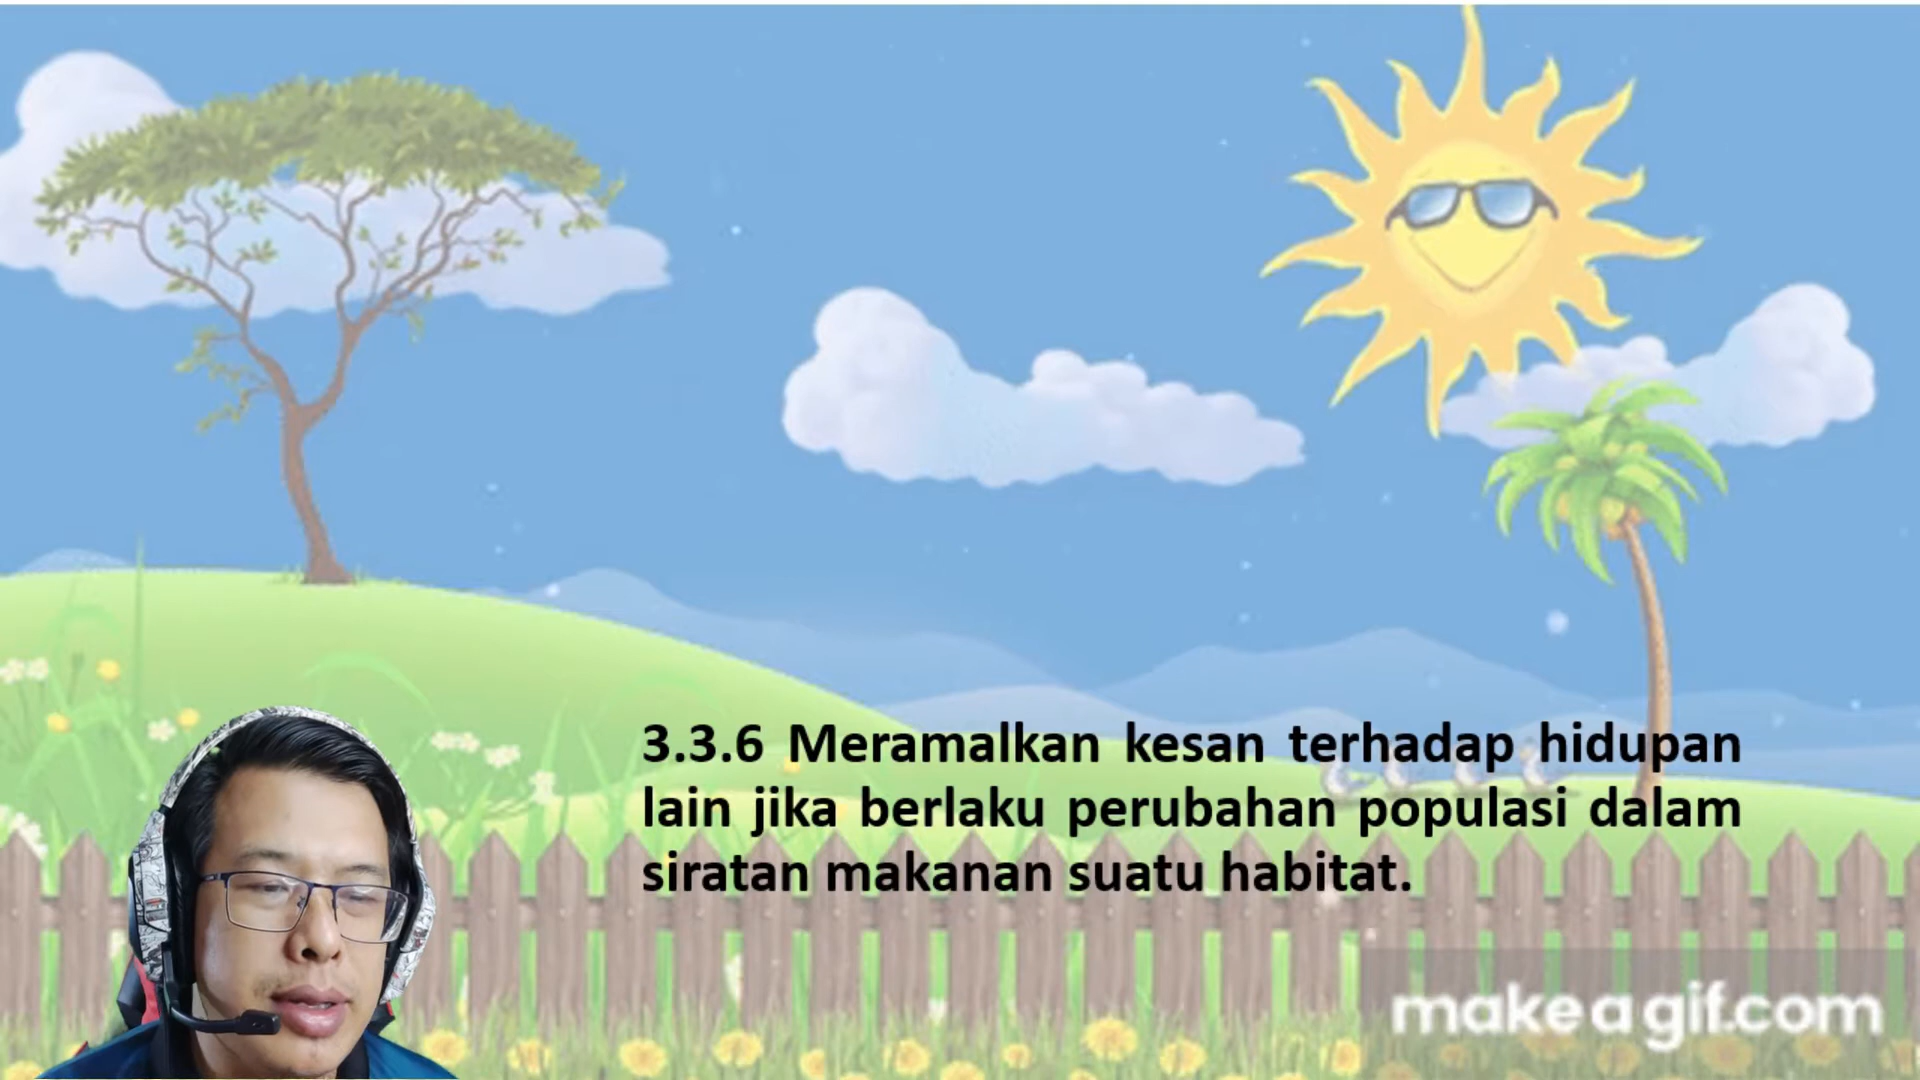 3.3.6 Meramalkan kesan terhadap hidupan
lain jika berlaku perubahan populasi dalam
siratan makanan suatu habitat.
makeagif.com